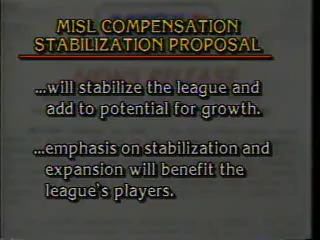 MISL COMPENSATION
STABILIZATION PROPOSAL
...will stabilize the league and
add to potential for growth.
...emphasis on stabilization and
expansion will benefit the
league's players.